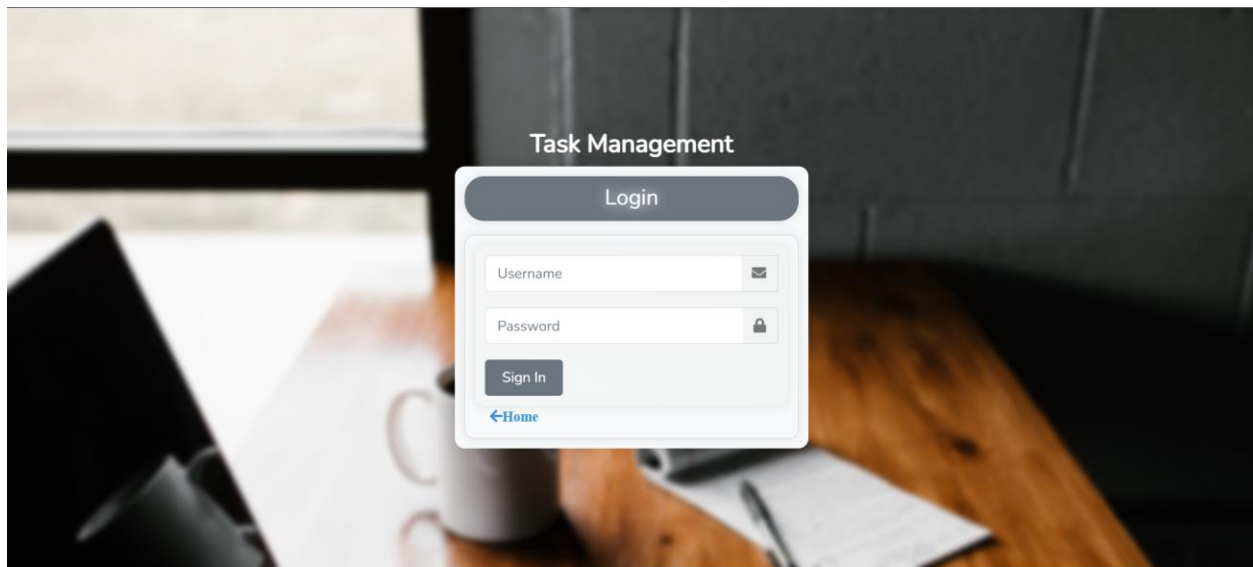 Task Management
Login
Username
Password
Sign In
←Home